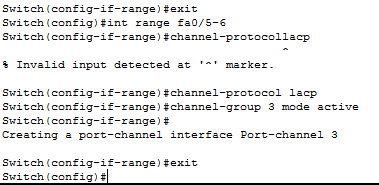 Switch(config-if-range)#exit
Switch(config)#int range fa0/5-6
Switch(config-if-range)#channel-protocollacp
^
% Invalid input detected at '^' marker.
Switch(config-if-range)#channel-protocol lacp
Switch(config-if-range)#channel-group 3 mode active
Switch(config-if-range)#
Creating a port-channel interface Port-channel 3
Switch(config-if-range)#exit
Switch(config)#